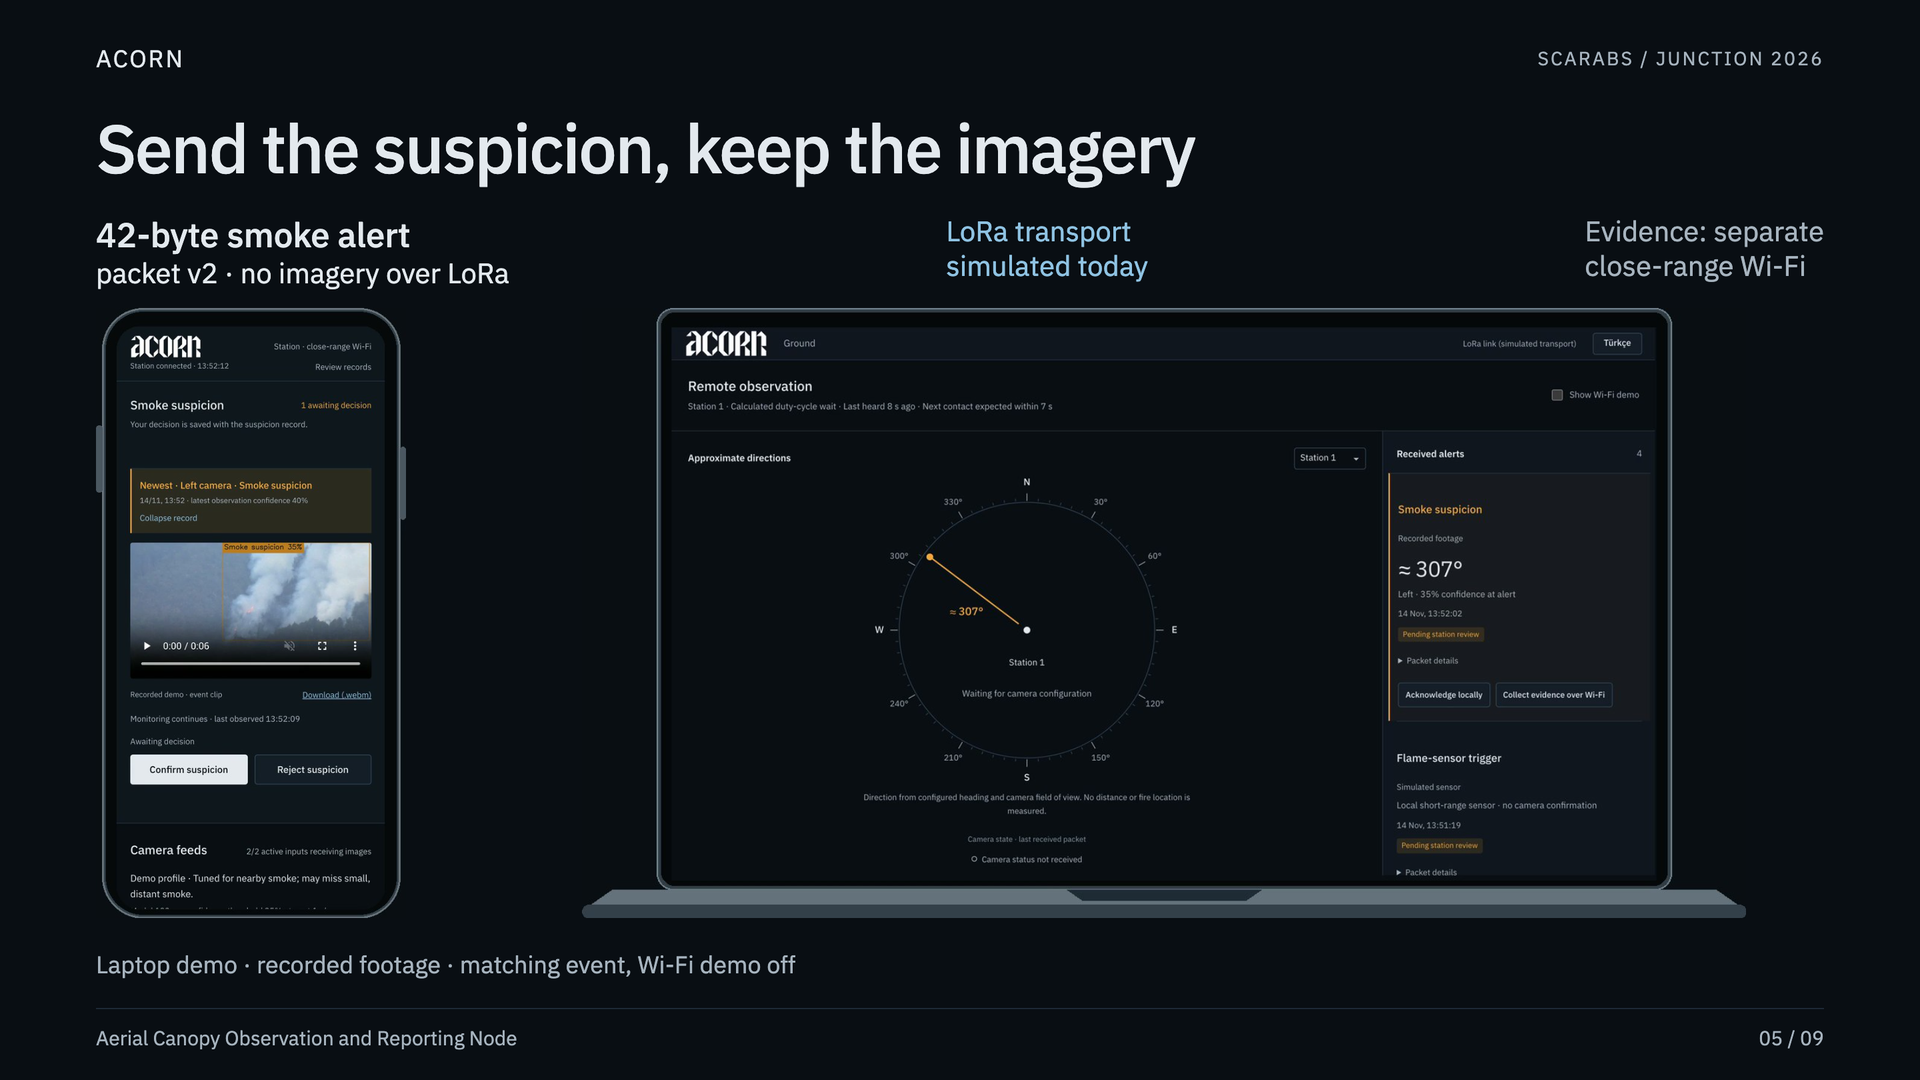 ACORN
SCARABS / JUNCTION 2026
Send the suspicion, keep the imagery
42-byte smoke alert
packet v2 · no imagery over LoRa
LoRa transport
simulated today
Evidence: separate
close-range Wi-Fi
acorn
Station · close-range Wi-Fi
Station connected · 13:52:12
Review records
Smoke suspicion
1 awaiting decision
Your decision is saved with the suspicion record.
Newest · Left camera · Smoke suspicion
14/11, 13:52 · latest observation confidence 40%
Collapse record
Smoke suspicion 35%
0:00 / 0:06
Recorded demo · event clip
Download (.webm)
Monitoring continues · last observed 13:52:09
Awaiting decision
Confirm suspicion
Reject suspicion
Camera feeds
2/2 active inputs receiving images
Demo profile · Tuned for nearby smoke; may miss small,
distant smoke.
acorn
Ground
LoRa link (simulated transport)
Türkçe
Remote observation
Station 1 · Calculated duty-cycle wait · Last heard 8 s ago · Next contact expected within 7 s
Show Wi-Fi demo
Approximate directions
Station 1
N
330°
30°
300°
60°
≈ 307°
W
E
Station 1
Waiting for camera configuration
240°
120°
210°
150°
S
Direction from configured heading and camera field of view. No distance or fire location is
measured.
Camera state · last received packet
Camera status not received
Received alerts
4
Smoke suspicion
Recorded footage
≈ 307°
Left · 35% confidence at alert
14 Nov, 13:52:02
Pending station review
Packet details
Acknowledge locally
Collect evidence over Wi-Fi
Flame-sensor trigger
Simulated sensor
Local short-range sensor · no camera confirmation
14 Nov, 13:51:19
Pending station review
Packet details
Laptop demo · recorded footage · matching event, Wi-Fi demo off
Aerial Canopy Observation and Reporting Node
05 / 09